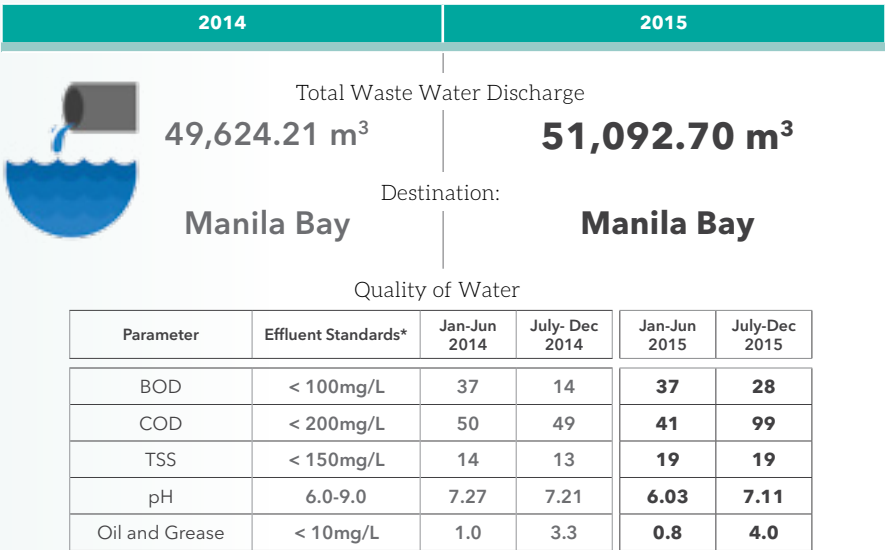 2014 2015
Total Waste Water Discharge
49,624.21 m³ 51,092.70 m³
Destination:
Manila Bay Manila Bay
Quality of Water
Parameter Effluent Standards* Jan-Jun 2014 July- Dec 2014 Jan-Jun 2015 July-Dec 2015
BOD < 100mg/L 37 14 37 28
COD < 200mg/L 50 49 41 99
TSS < 150mg/L 14 13 19 19
pH 6.0-9.0 7.27 7.21 6.03 7.11
Oil and Grease < 10mg/L 1.0 3.3 0.8 4.0